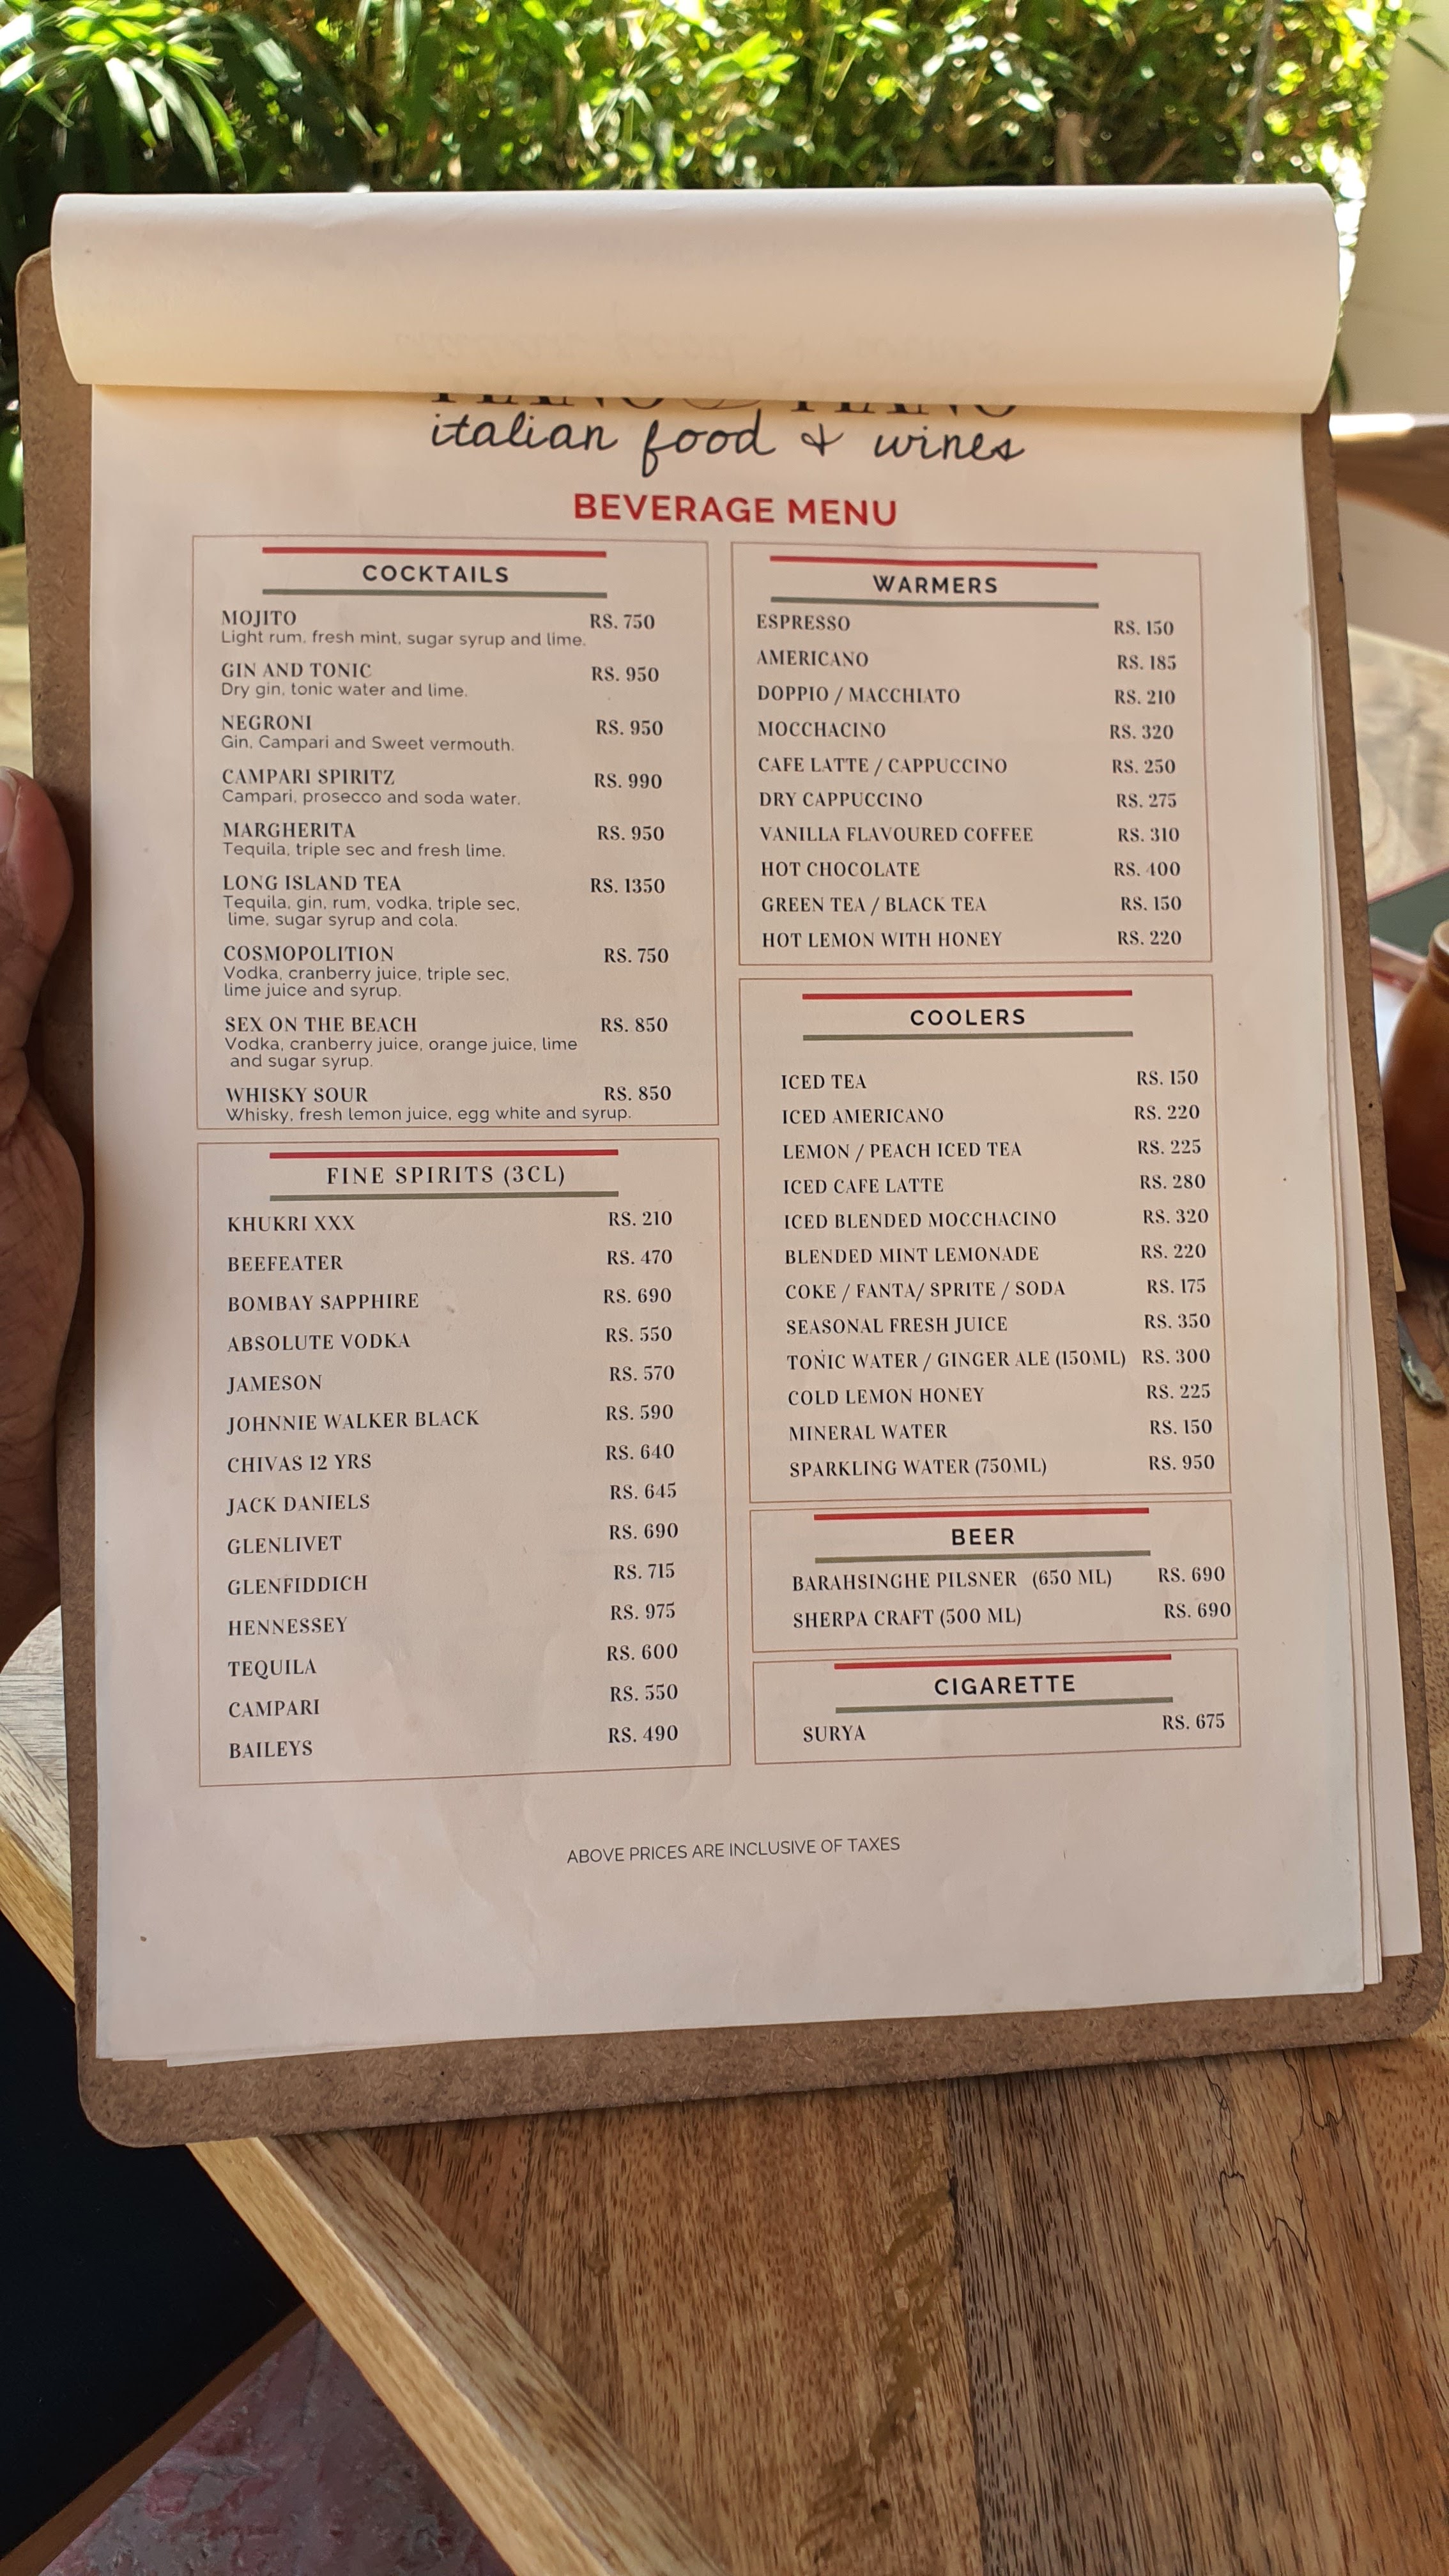 italian food & wines
BEVERAGE MENU
COCKTAILS
MOJITO RS. 750
Light rum, fresh mint, sugar syrup and lime.
GIN AND TONIC RS. 950
Dry gin, tonic water and lime.
NEGRONI RS. 950
Gin, Campari and Sweet vermouth.
CAMPARI SPIRITZ RS. 990
Campari, prosecco and soda water.
MARGHERITA RS. 950
Tequila, triple sec and fresh lime.
LONG ISLAND TEA RS. 1350
Tequila, gin, rum, vodka, triple sec,
lime, sugar syrup and cola.
COSMOPOLITION RS. 750
Vodka, cranberry juice, triple sec,
lime juice and syrup.
SEX ON THE BEACH RS. 850
Vodka, cranberry juice, orange juice, lime
and sugar syrup.
WHISKY SOUR RS. 850
Whisky, fresh lemon juice, egg white and syrup.
FINE SPIRITS (3CL)
KHUKRI XXX RS. 210
BEEFEATER RS. 470
BOMBAY SAPPHIRE RS. 690
ABSOLUTE VODKA RS. 550
JAMESON RS. 570
JOHNNIE WALKER BLACK RS. 590
CHIVAS 12 YRS RS. 640
JACK DANIELS RS. 645
GLENLIVET RS. 690
GLENFIDDICH RS. 715
HENNESSEY RS. 975
TEQUILA RS. 600
CAMPARI RS. 550
BAILEYS RS. 490
WARMERS
ESPRESSO RS. 150
AMERICANO RS. 185
DOPPIO / MACCHIATO RS. 210
MOCCHACINO RS. 320
CAFE LATTE / CAPPUCCINO RS. 250
DRY CAPPUCCINO RS. 275
VANILLA FLAVOURED COFFEE RS. 310
HOT CHOCOLATE RS. 400
GREEN TEA / BLACK TEA RS. 150
HOT LEMON WITH HONEY RS. 220
COOLERS
ICED TEA RS. 150
ICED AMERICANO RS. 220
LEMON / PEACH ICED TEA RS. 225
ICED CAFE LATTE RS. 280
ICED BLENDED MOCCHACINO RS. 320
BLENDED MINT LEMONADE RS. 220
COKE / FANTA/ SPRITE / SODA RS. 175
SEASONAL FRESH JUICE RS. 350
TONIC WATER / GINGER ALE (150ML) RS. 300
COLD LEMON HONEY RS. 225
MINERAL WATER RS. 150
SPARKLING WATER (750ML) RS. 950
BEER
BARAHSINGHE PILSNER (650 ML) RS. 690
SHERPA CRAFT (500 ML) RS. 690
CIGARETTE
SURYA RS. 675
ABOVE PRICES ARE INCLUSIVE OF TAXES